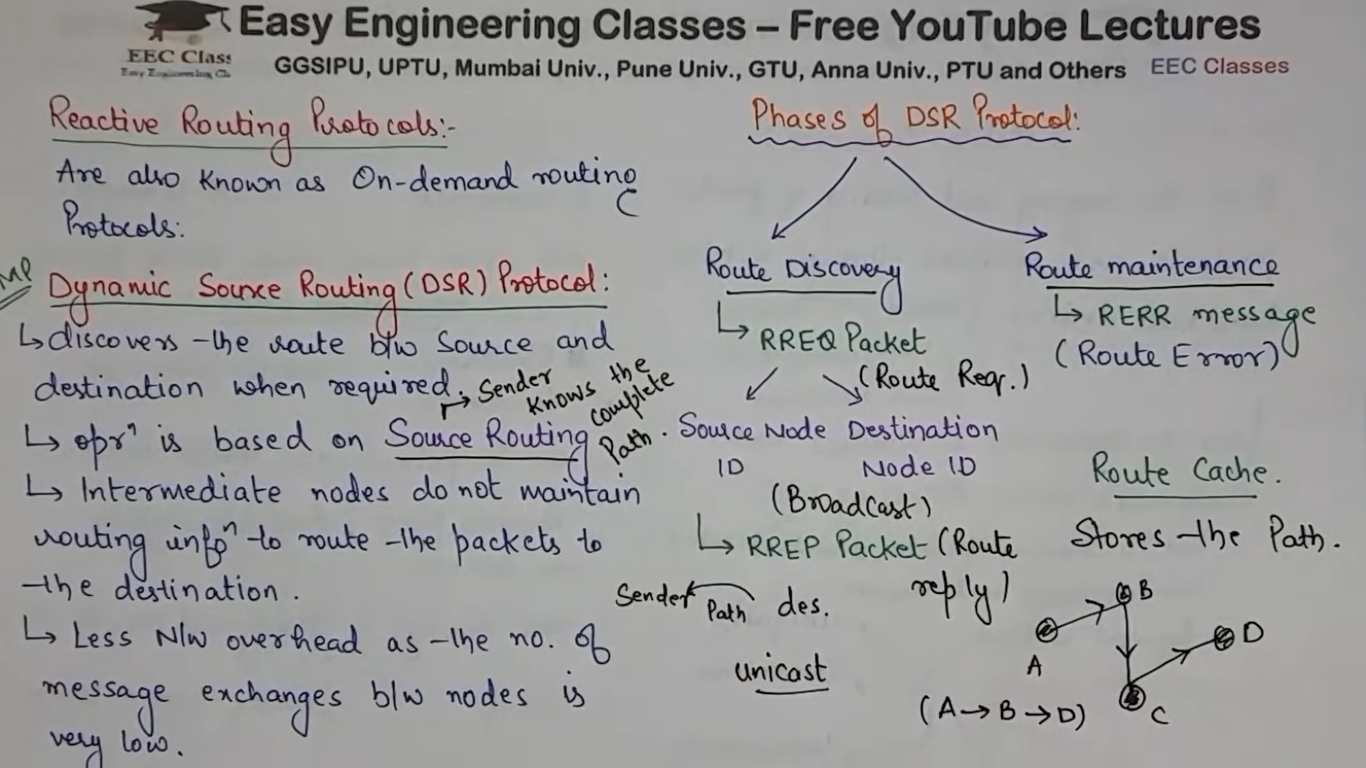 Easy Engineering Classes – Free YouTube Lectures
EEC Class
GGSIPU, UPTU, Mumbai Univ., Pune Univ., GTU, Anna Univ., PTU and Others EEC Classes
Reactive Routing Protocols:-
Are also known as On-demand routing
Protocols:
Dynamic Source Routing (DSR) Protocol:
↳ discovers the route b/w Source and
destination when required.
→ Sender
knows the
complete
Path.
↳ oprⁿ is based on Source Routing
↳ Intermediate nodes do not maintain
routing infoⁿ to route the packets to
the destination.
↳ Less N/w overhead as the no. of
message exchanges b/w nodes is
very low.
Phases of DSR Protocol:
Route Discovery
↳ RREQ Packet
(Route Req.)
Source Node Destination
ID Node ID
(Broadcast)
↳ RREP Packet (Route
reply)
Sender Path des.
unicast
Route maintenance
↳ RERR message
(Route Error)
Route Cache.
Stores the Path.
B
A
D
C
(A→B→D)